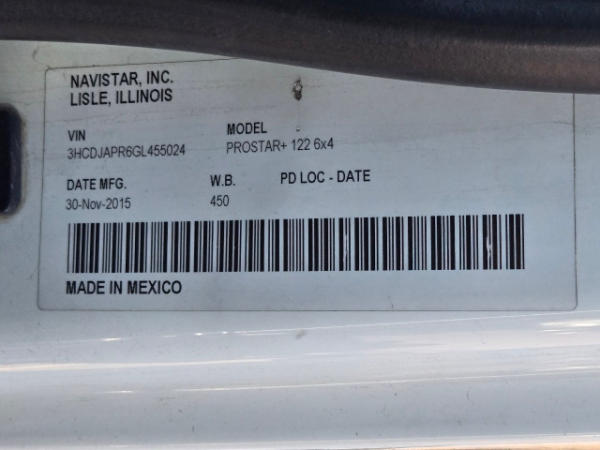 NAVISTAR, INC.
LISLE, ILLINOIS
VIN MODEL
3HCDJAPR6GL455024 PROSTAR+ 122 6x4
DATE MFG. W.B. PD LOC - DATE
30-Nov-2015 450
MADE IN MEXICO